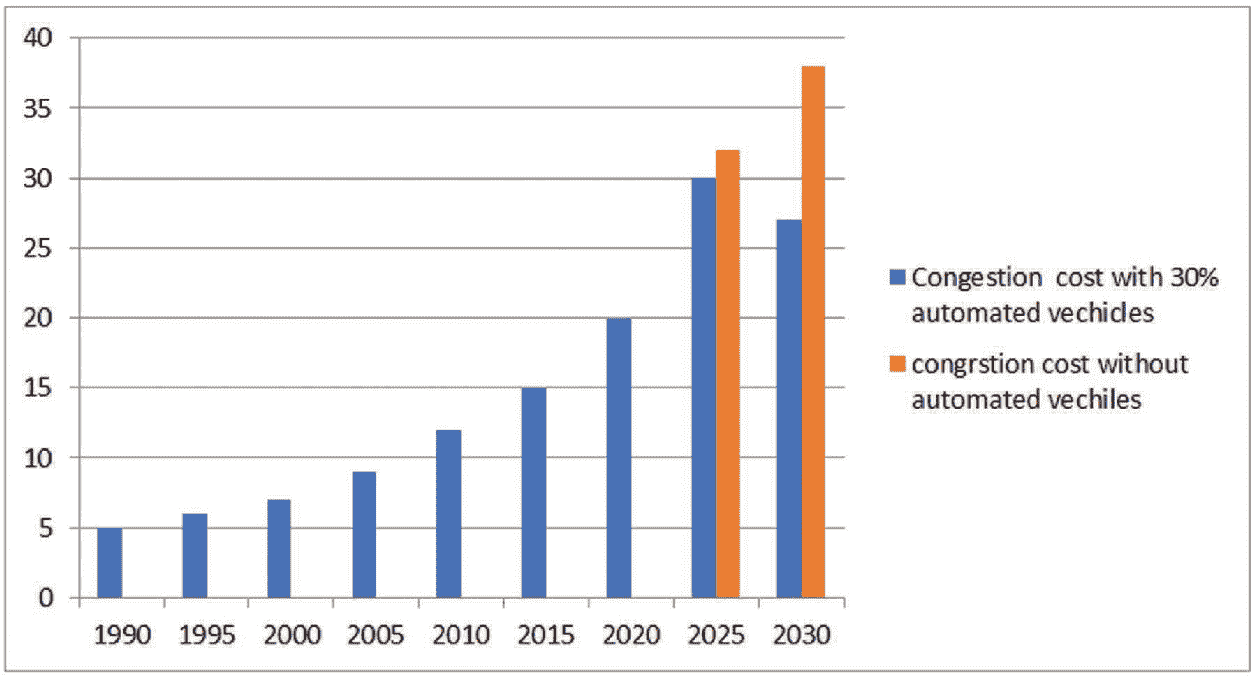 40
35
30
25
20
15
10
5
0
1990 1995 2000 2005 2010 2015 2020 2025 2030
Congestion cost with 30%
automated vechicles
congrstion cost without
automated vechiles